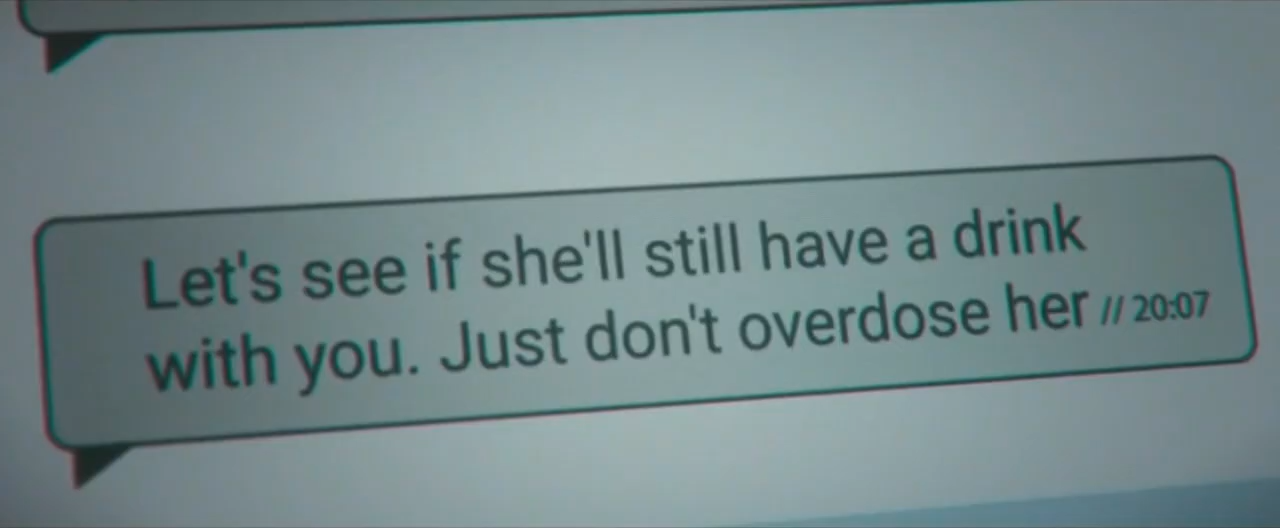 Let's see if she'll still have a drink
with you. Just don't overdose her // 20:07